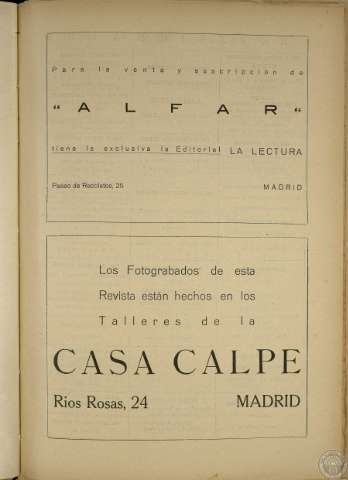 Para la venta y suscripción de
"ALFAR"
tiene la exclusiva la Editorial LA LECTURA
Paseo de Recoletos, 25 MADRID
Los Fotograbados de esta
Revista están hechos en los
Talleres de la
CASA CALPE
Ríos Rosas, 24 MADRID